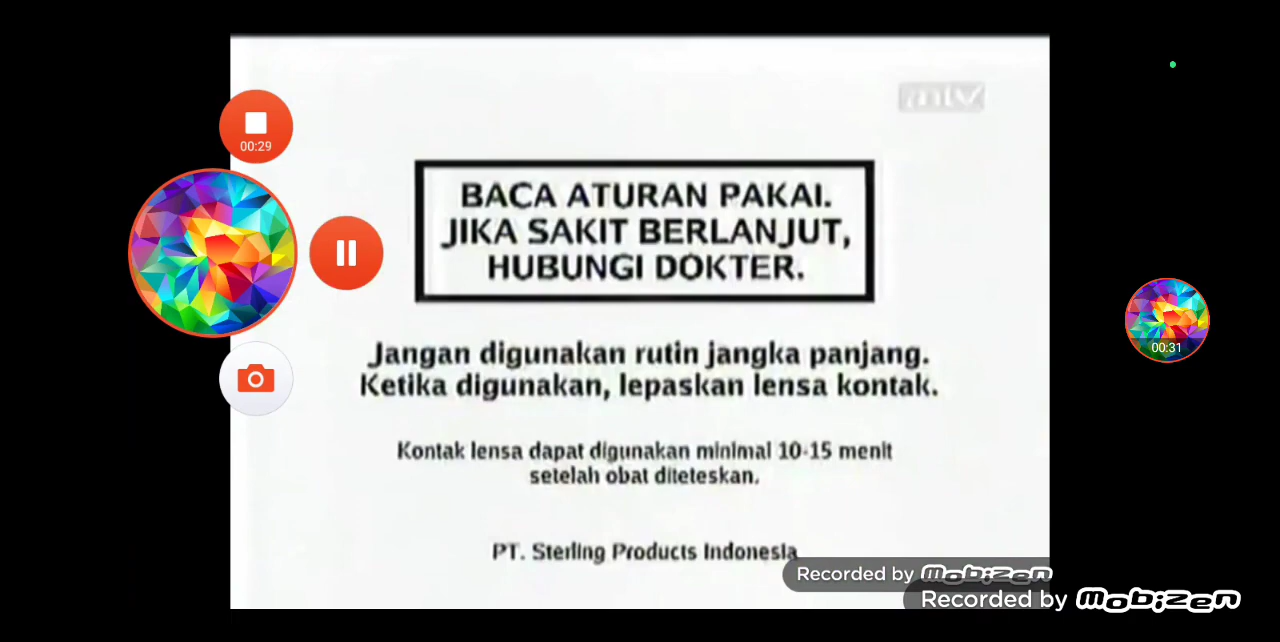 antv
00:29
BACA ATURAN PAKAI.
JIKA SAKIT BERLANJUT,
HUBUNGI DOKTER.
00:31
Jangan digunakan rutin jangka panjang.
Ketika digunakan, lepaskan lensa kontak.
Kontak lensa dapat digunakan minimal 10-15 menit
setelah obat diteteskan.
PT. Sterling Products Indonesia
Recorded by mobizen
Recorded by mobizen